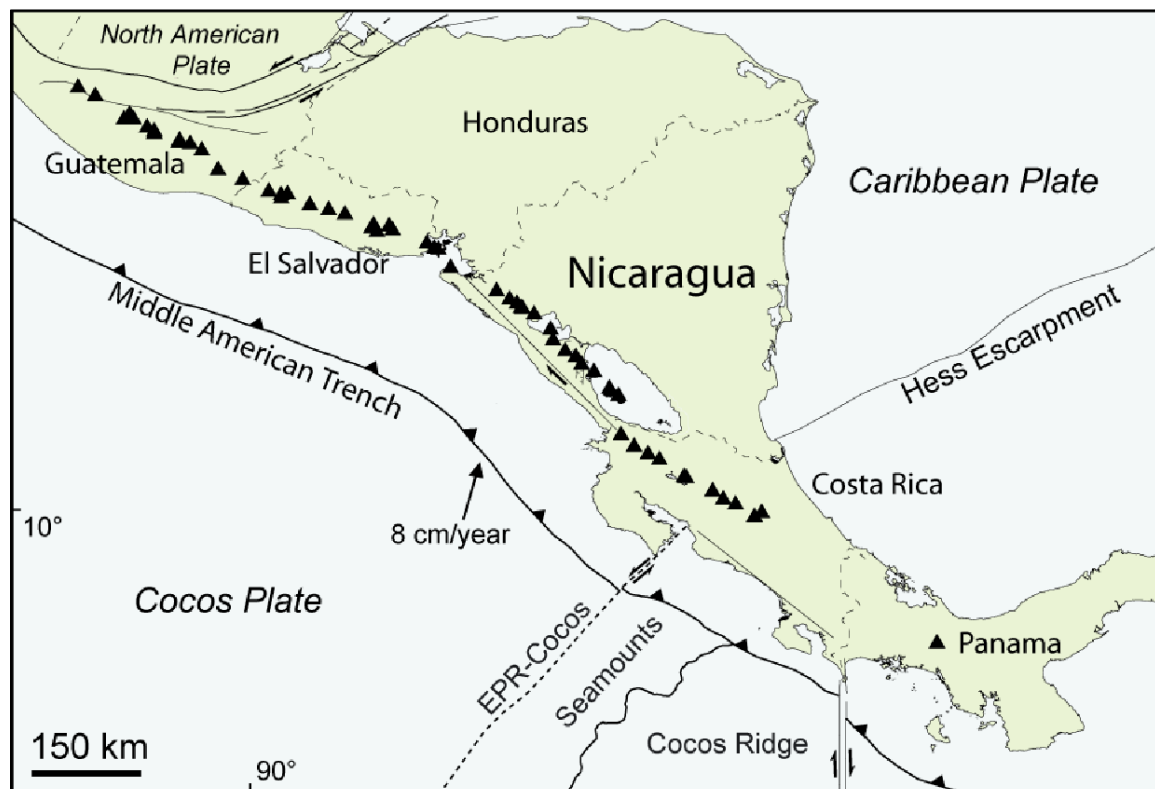 North American
Plate
Honduras
Guatemala
Caribbean Plate
El Salvador
Nicaragua
Middle American Trench
Hess Escarpment
Costa Rica
10°
8 cm/year
Cocos Plate
EPR-Cocos
Seamounts
Panama
Cocos Ridge
150 km
90°